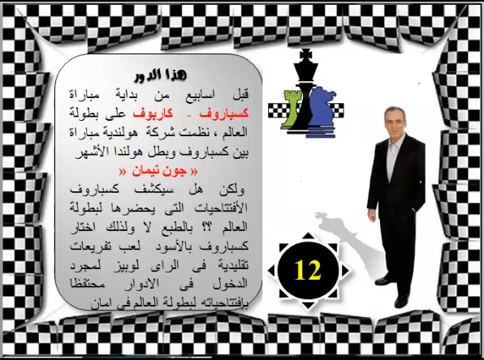 هذا الدور
قبل اسابيع من بداية مباراة
كسباروف - كاربوف على بطولة
العالم ، نظمت شركة هولندية مباراة
بين كسباروف وبطل هولندا الأشهر
« جون تيمان »
ولكن هل سيكشف كسباروف
الأفتتاحيات التى يحضرها لبطولة
العالم ؟؟ بالطبع لا ولذلك اختار
كسباروف بالأسود لعب تفريعات
تقليدية فى الراى لوبيز لمجرد
الدخول فى الادوار محتفظا
بإفتتاحياته لبطولة العالم في امان
12